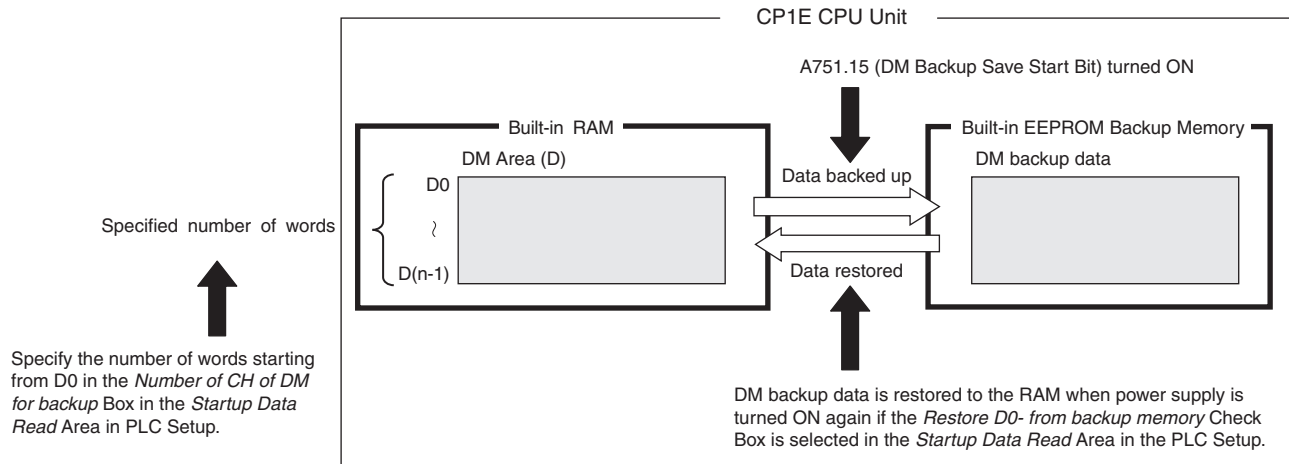 CP1E CPU Unit
A751.15 (DM Backup Save Start Bit) turned ON
Built-in RAM
Built-in EEPROM Backup Memory
DM Area (D)
DM backup data
D0
~
D(n-1)
Specified number of words
Data backed up
Data restored
Specify the number of words starting
from D0 in the Number of CH of DM
for backup Box in the Startup Data
Read Area in PLC Setup.
DM backup data is restored to the RAM when power supply is
turned ON again if the Restore D0- from backup memory Check
Box is selected in the Startup Data Read Area in the PLC Setup.